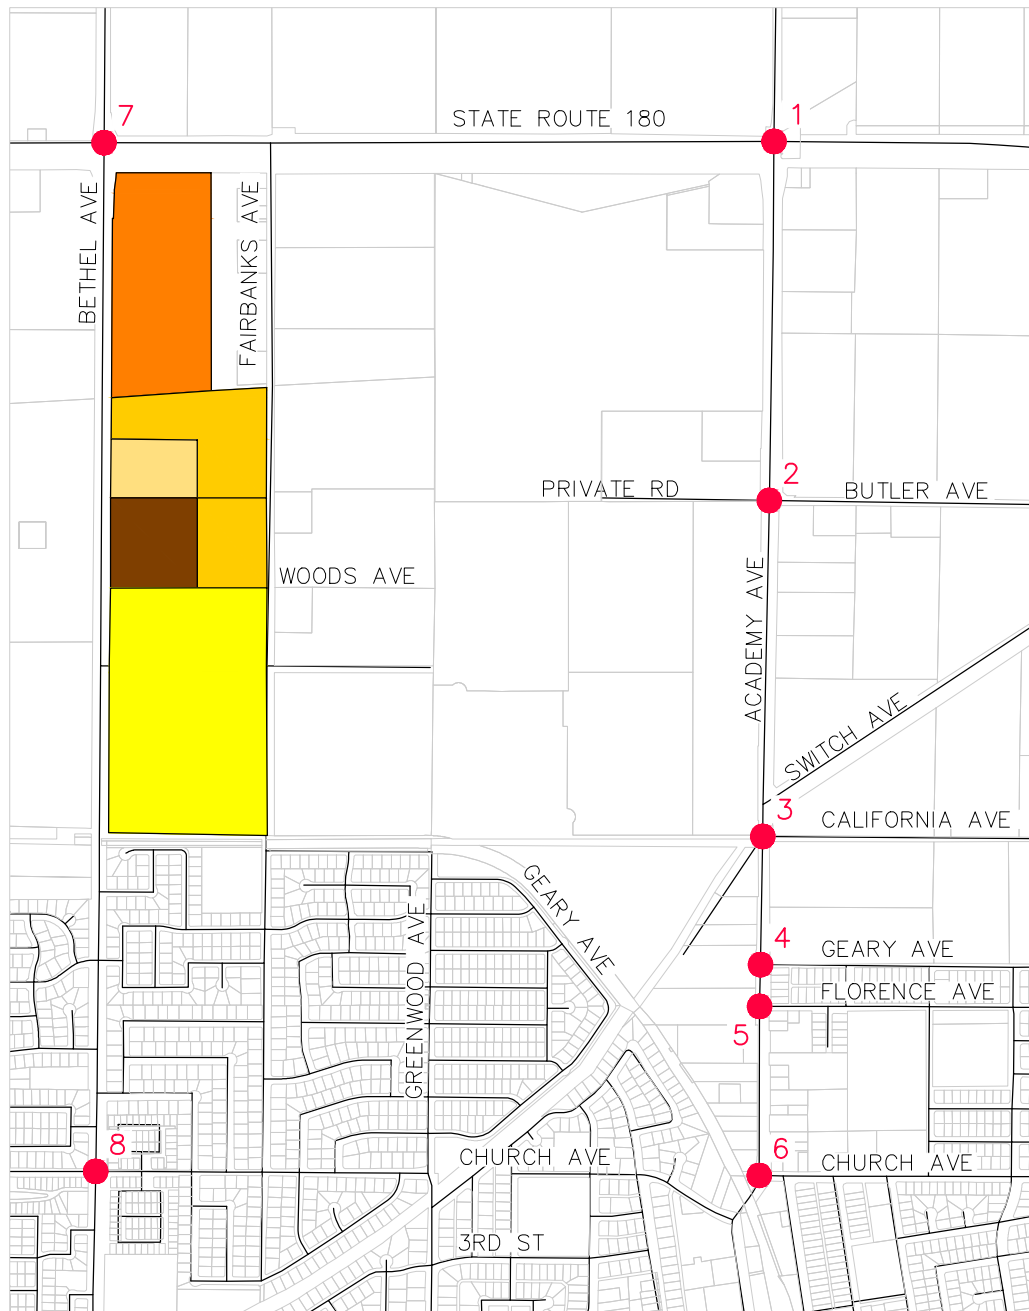 7
1
STATE ROUTE 180
BETHEL AVE
FAIRBANKS AVE
2
PRIVATE RD
BUTLER AVE
WOODS AVE
ACADEMY AVE
SWITCH AVE
3
CALIFORNIA AVE
GEARY AVE
GREENWOOD AVE
4
GEARY AVE
FLORENCE AVE
5
8
6
CHURCH AVE
CHURCH AVE
3RD ST